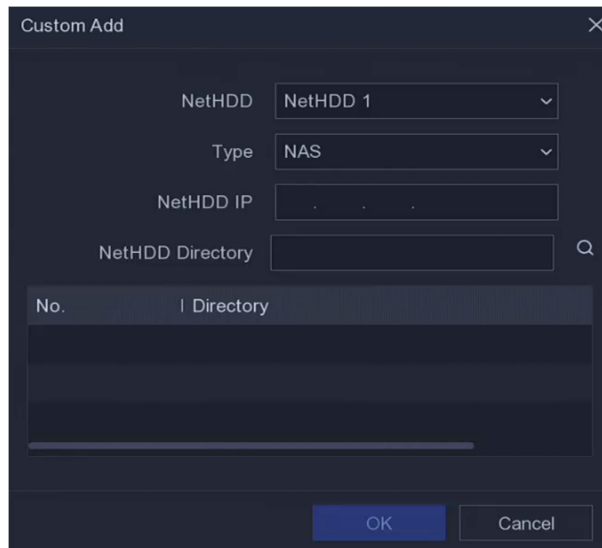 Custom Add
NetHDD NetHDD 1
Type NAS
NetHDD IP . . .
NetHDD Directory
No. Directory
OK Cancel